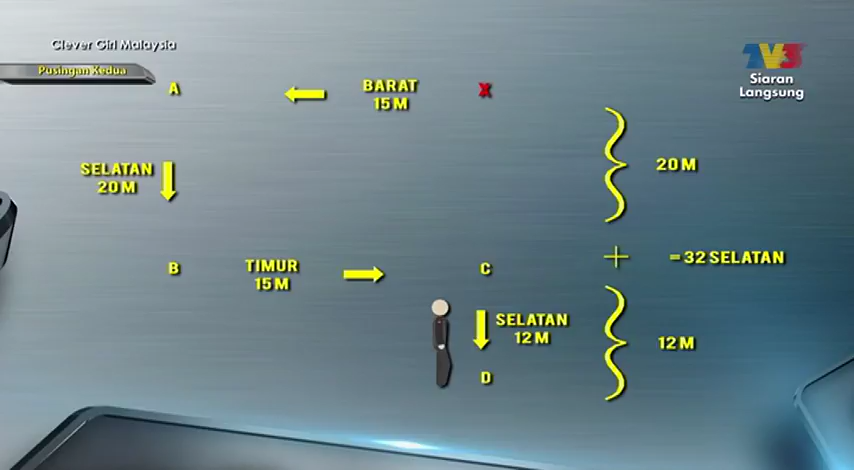 Clever Girl Malaysia
Pusingan Kedua
TV3
Siaran
Langsung
A
BARAT
15 M
X
SELATAN
20 M
20 M
B
TIMUR
15 M
C
+
= 32 SELATAN
SELATAN
12 M
12 M
D